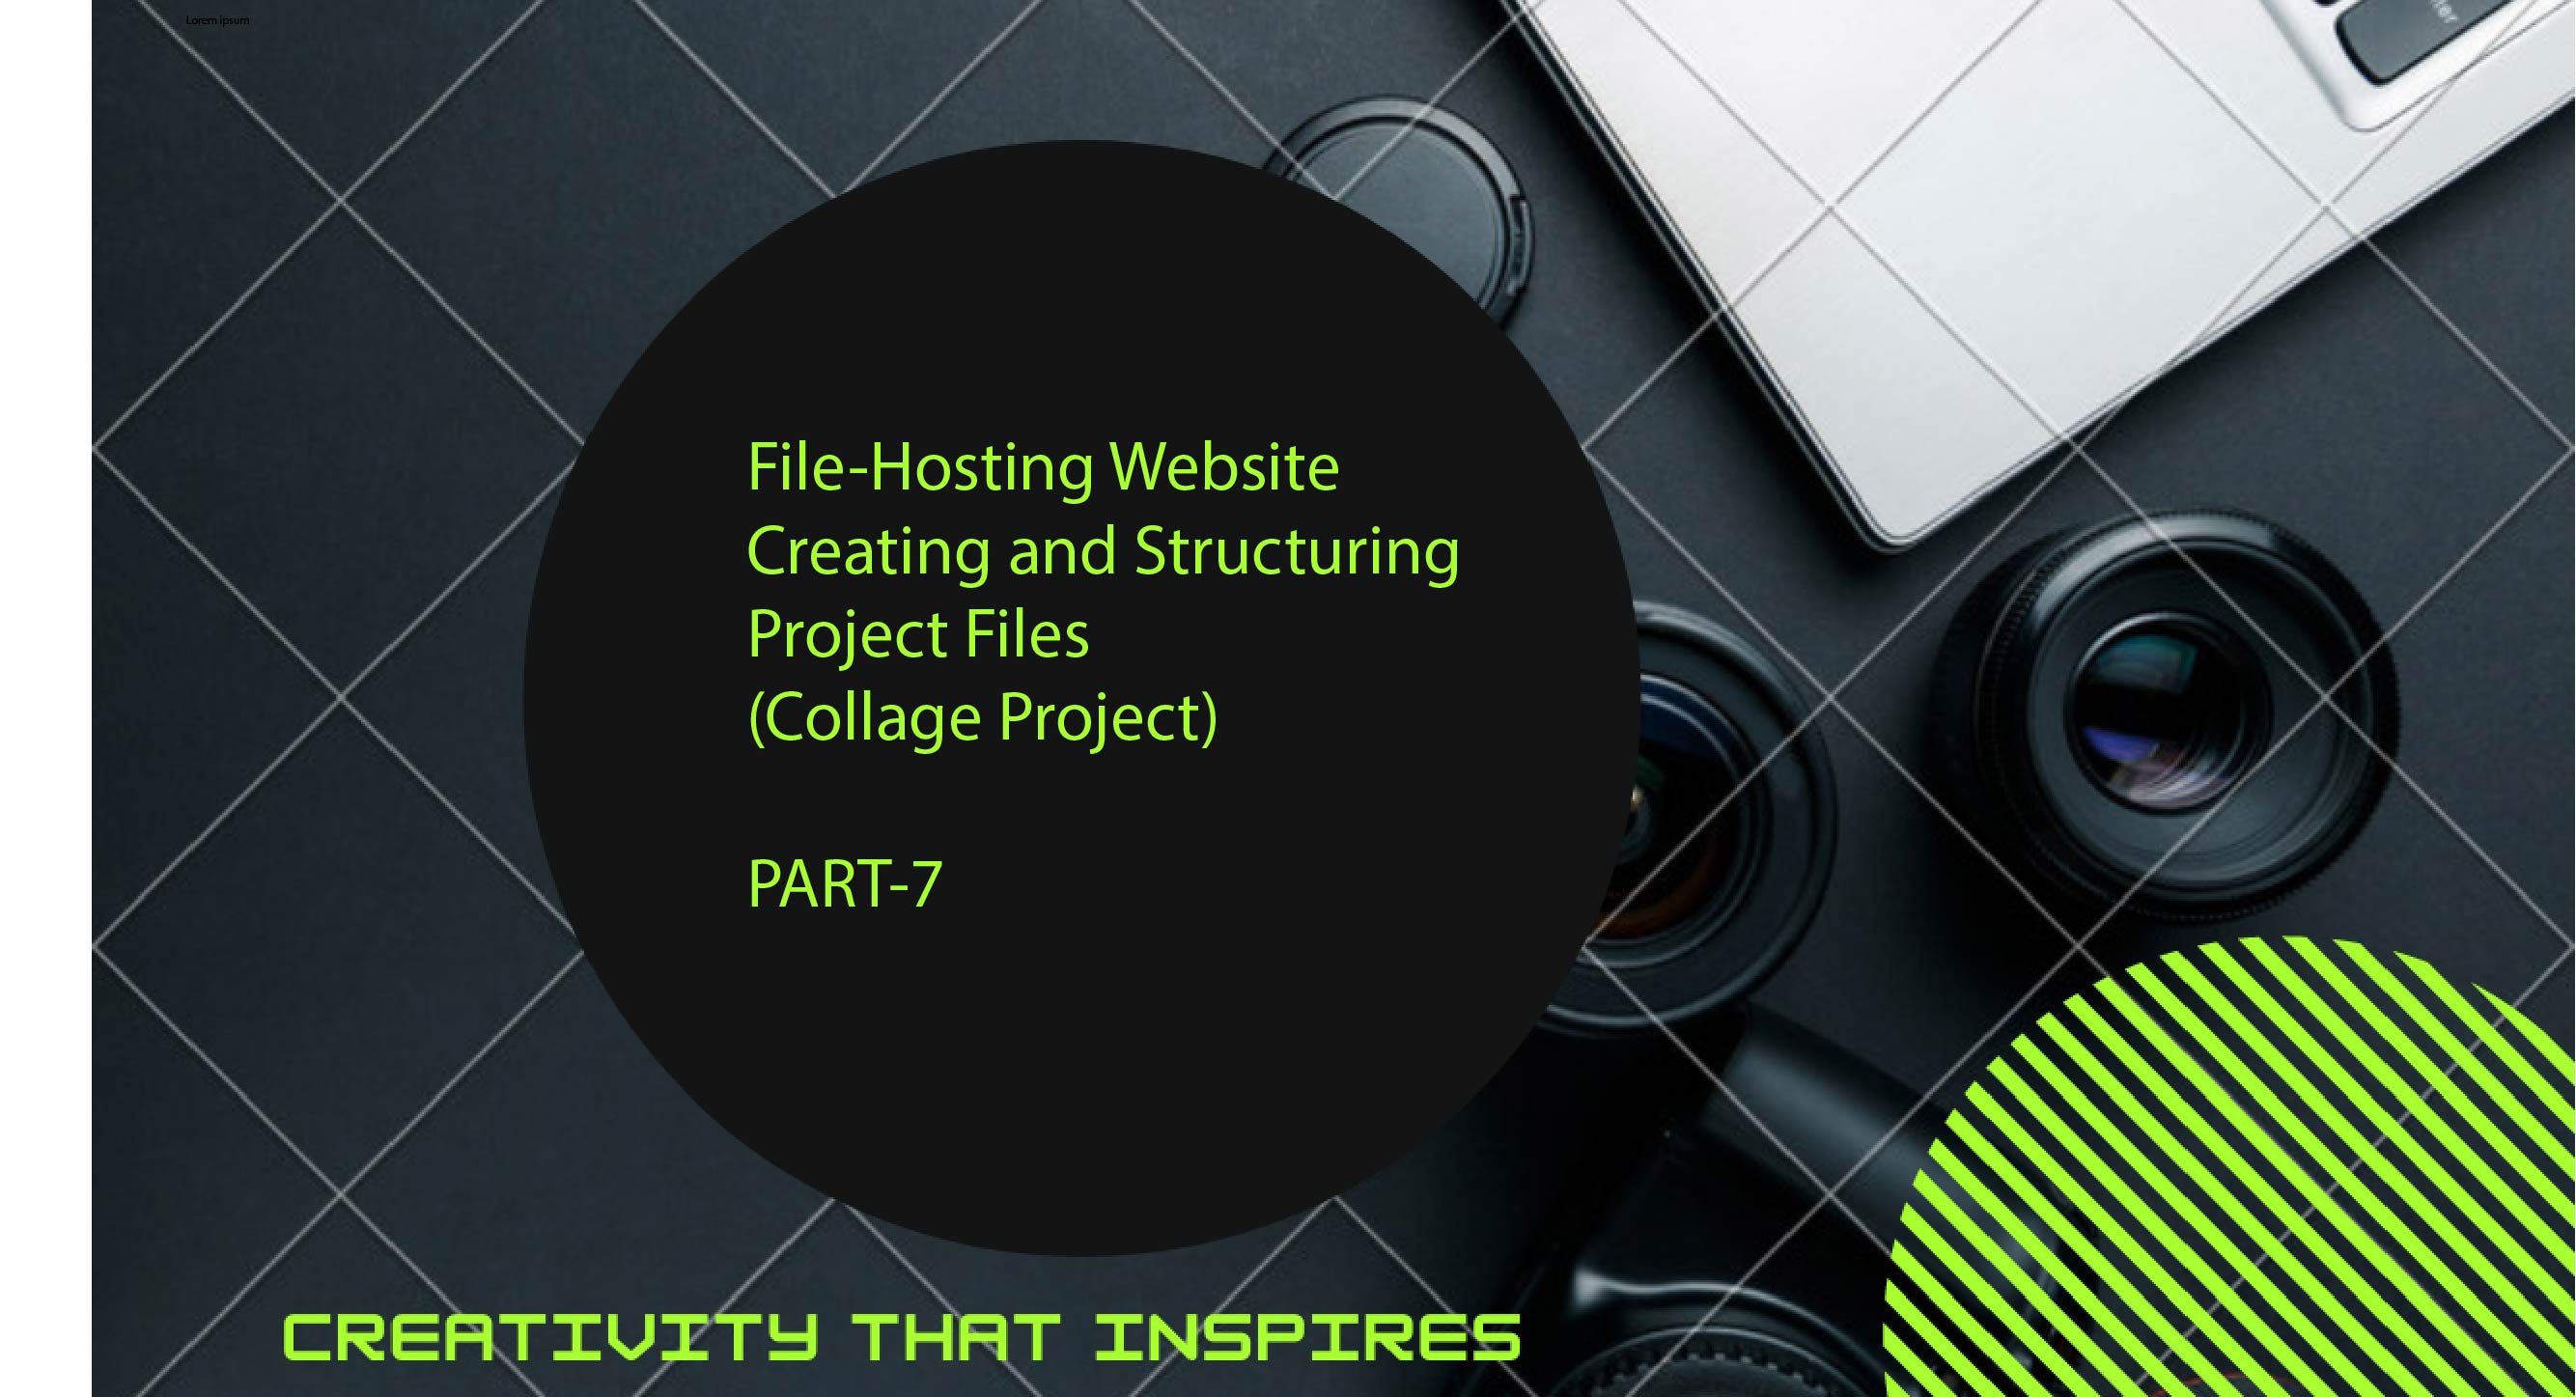 Lorem ipsum
File-Hosting Website
Creating and Structuring
Project Files
(Collage Project)
PART-7
CREATIVITY THAT INSPIRES